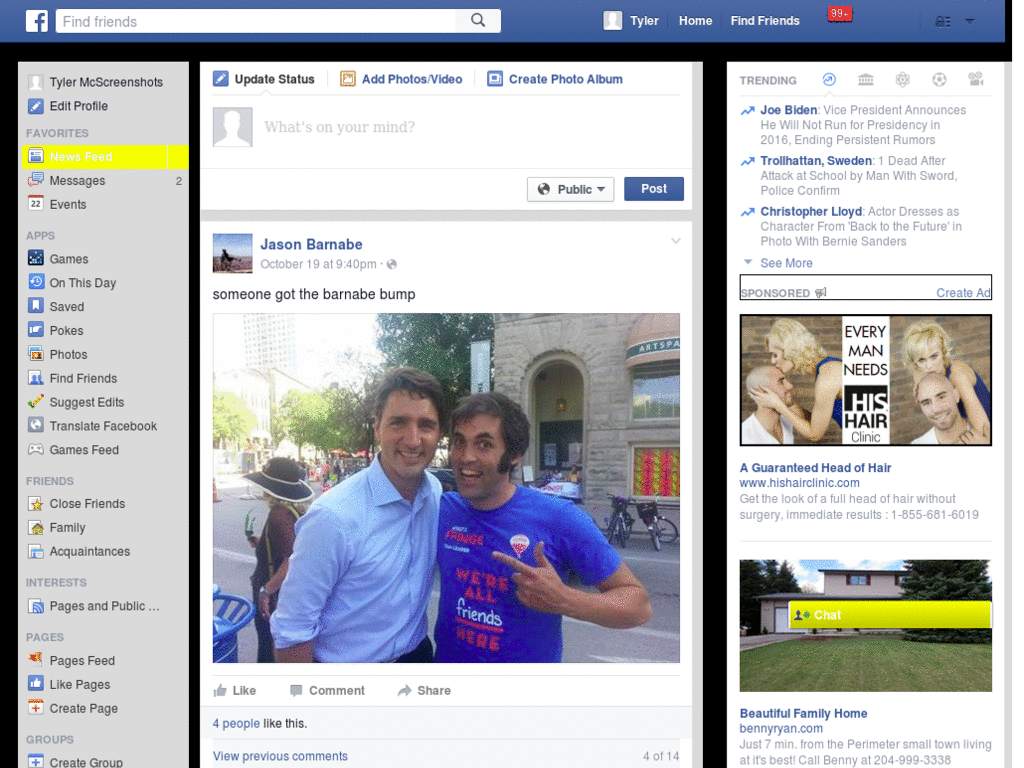 f Find friends
Tyler Home Find Friends 99+
Tyler McScreenshots
Edit Profile
FAVORITES
News Feed
Messages 2
Events
APPS
Games
On This Day
Saved
Pokes
Photos
Find Friends
Suggest Edits
Translate Facebook
Games Feed
FRIENDS
Close Friends
Family
Acquaintances
INTERESTS
Pages and Public ...
PAGES
Pages Feed
Like Pages
Create Page
GROUPS
Create Group
Update Status Add Photos/Video Create Photo Album
What's on your mind?
Public Post
Jason Barnabe
October 19 at 9:40pm ·
someone got the barnabe bump
ARTSPA
FRINGE
WE'RE
ALL
friends
HERE
Like Comment Share
4 people like this.
View previous comments 4 of 14
TRENDING
Joe Biden: Vice President Announces
He Will Not Run for Presidency in
2016, Ending Persistent Rumors
Trollhattan, Sweden: 1 Dead After
Attack at School by Man With Sword,
Police Confirm
Christopher Lloyd: Actor Dresses as
Character From 'Back to the Future' in
Photo With Bernie Sanders
See More
SPONSORED Create Ad
EVERY
MAN
NEEDS
HIS
HAIR
Clinic
A Guaranteed Head of Hair
www.hishairclinic.com
Get the look of a full head of hair without
surgery, immediate results : 1-855-681-6019
Chat
Beautiful Family Home
bennyryan.com
Just 7 min. from the Perimeter small town living
at it's best! Call Benny at 204-999-3338